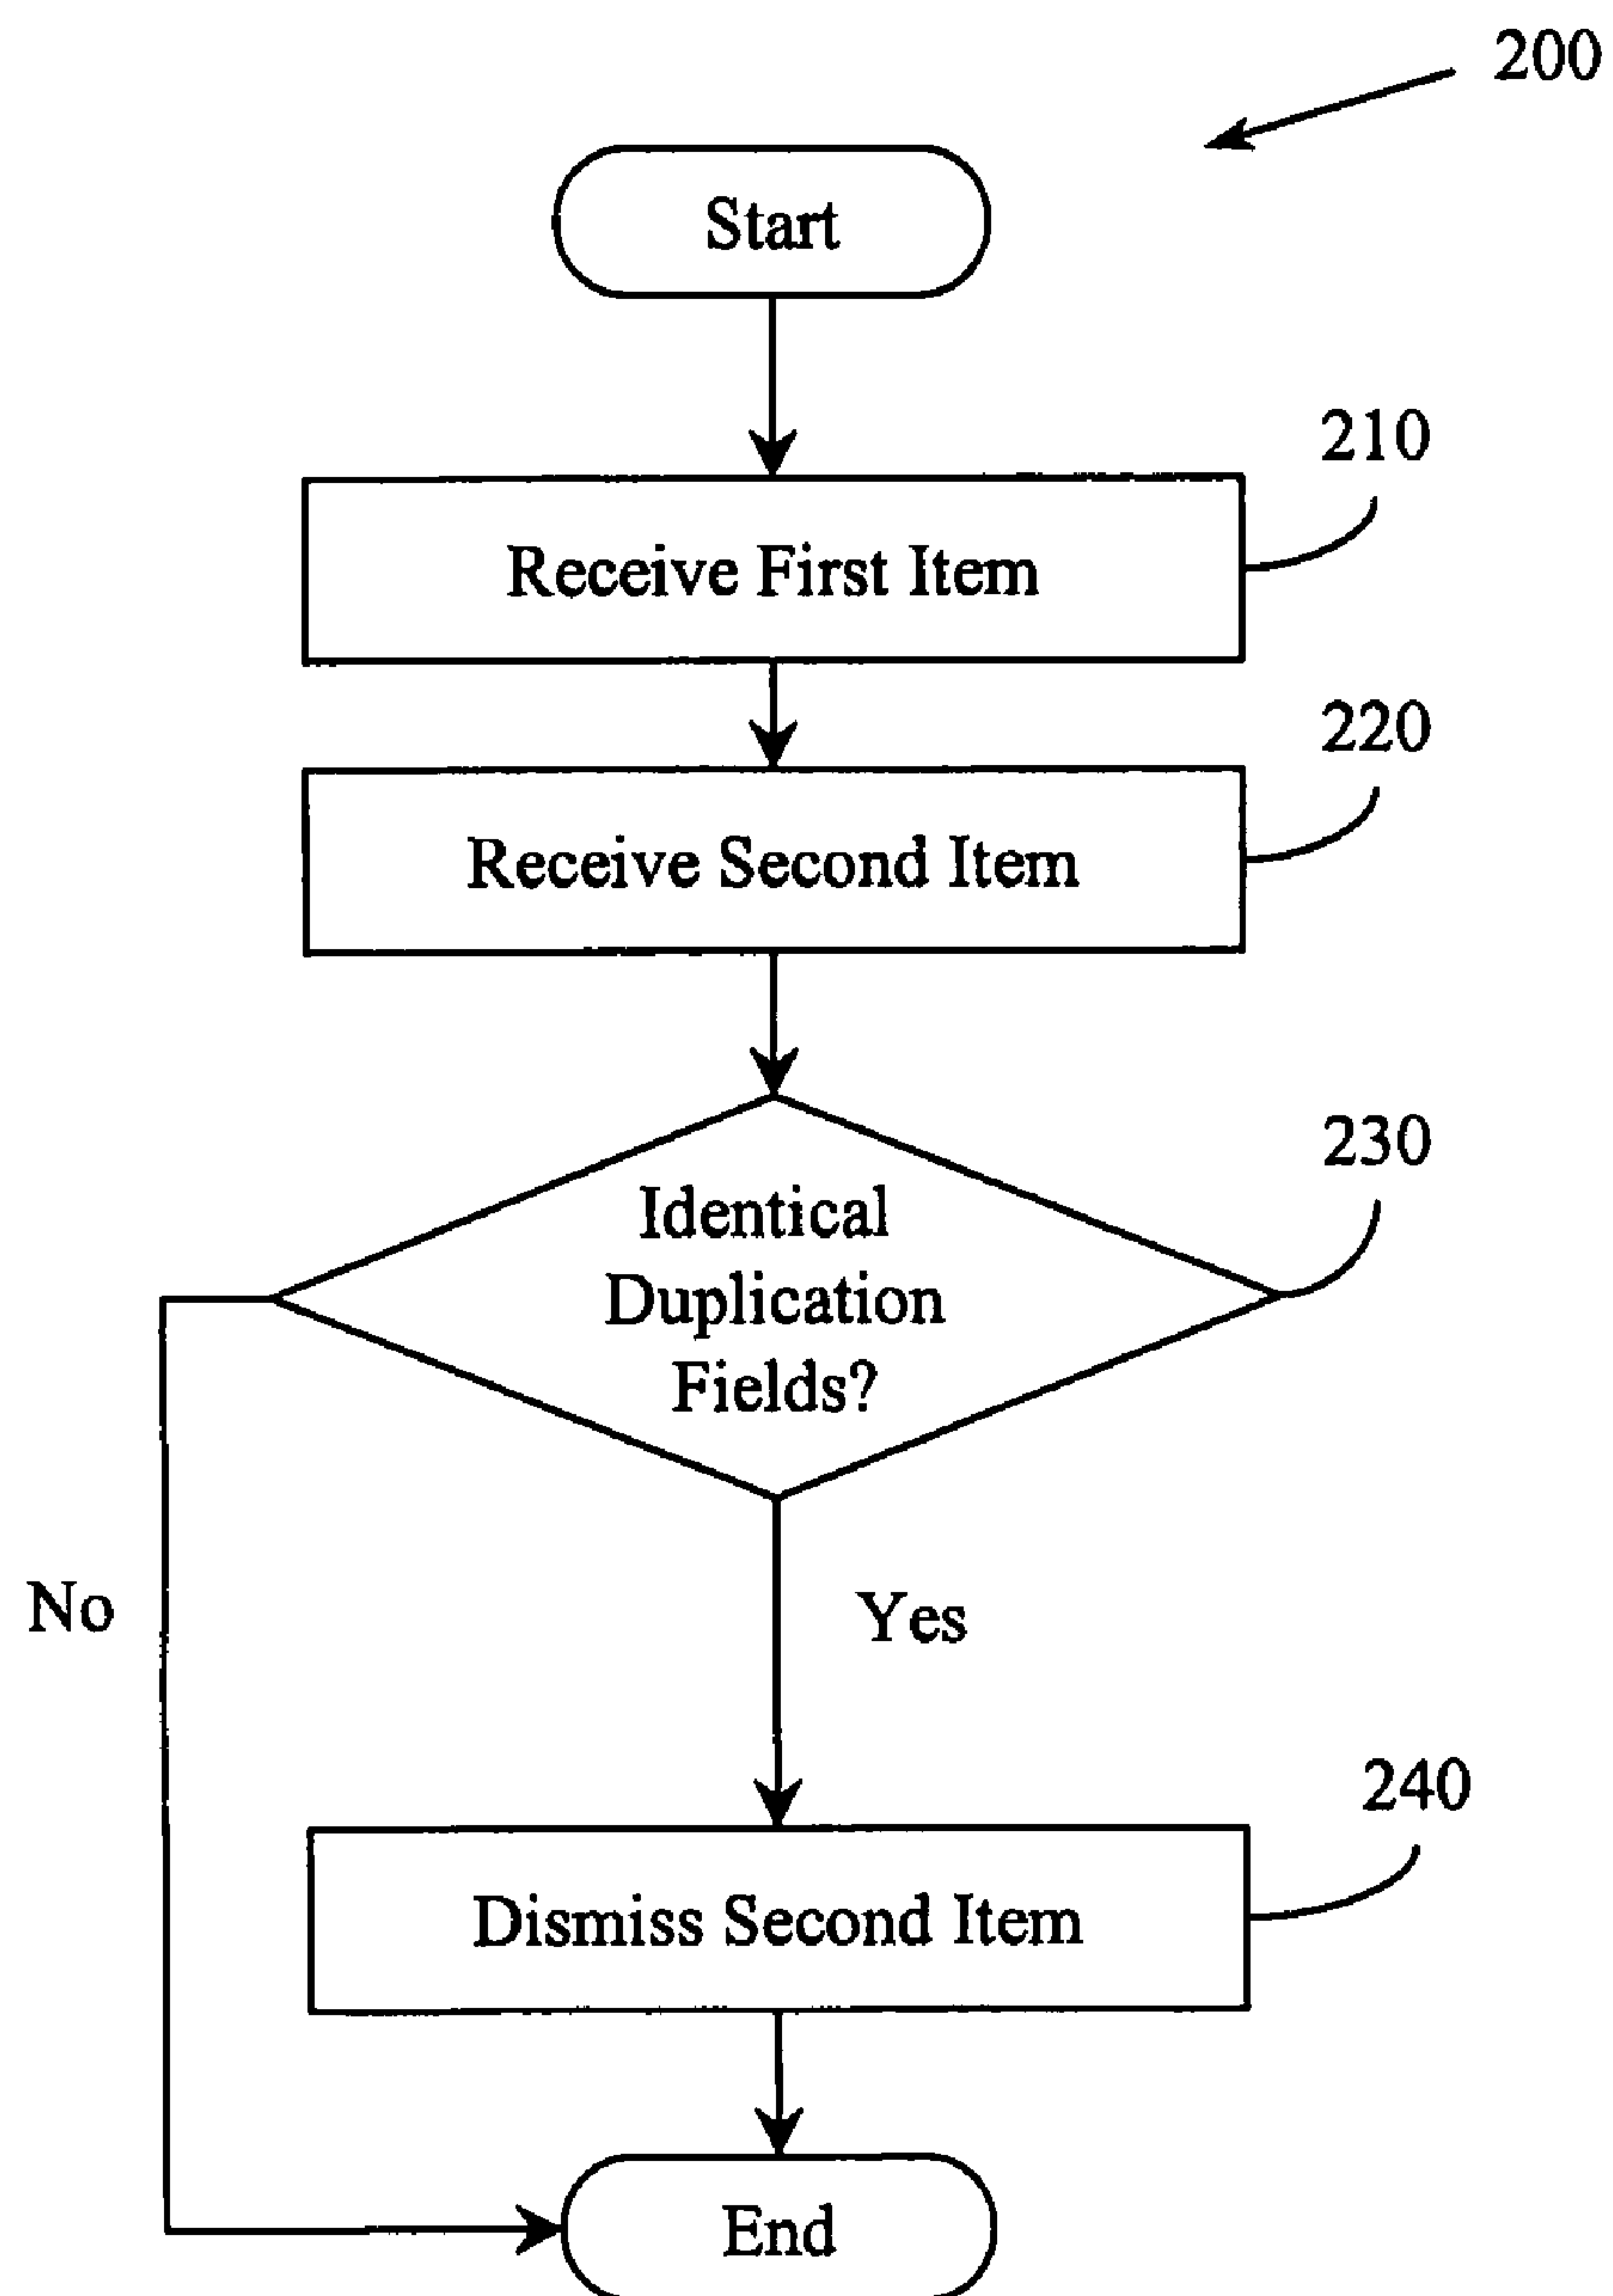 200
Start
210
Receive First Item
220
Receive Second Item
230
Identical
Duplication
Fields?
No
Yes
240
Dismiss Second Item
End